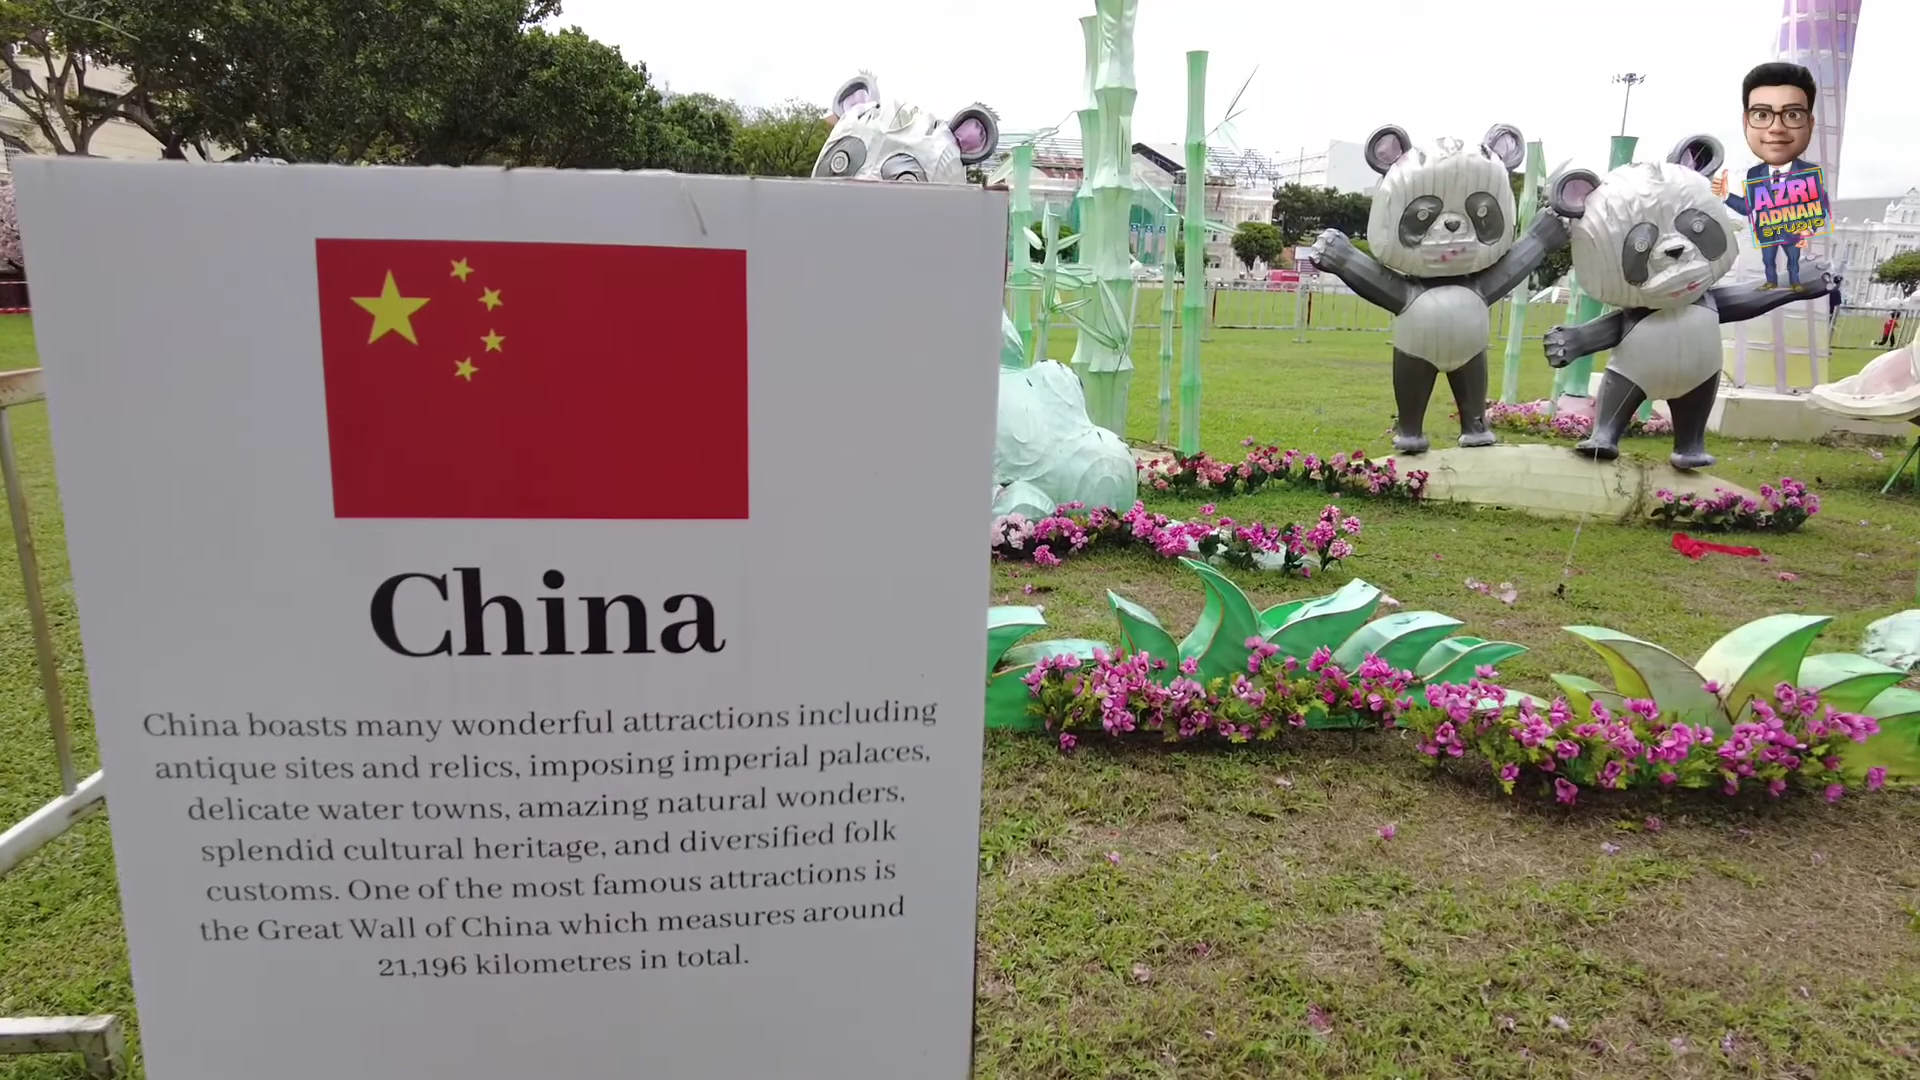 China
China boasts many wonderful attractions including
antique sites and relics, imposing imperial palaces,
delicate water towns, amazing natural wonders,
splendid cultural heritage, and diversified folk
customs. One of the most famous attractions is
the Great Wall of China which measures around
21,196 kilometres in total.
AZRI
ADNAN
STUDIO